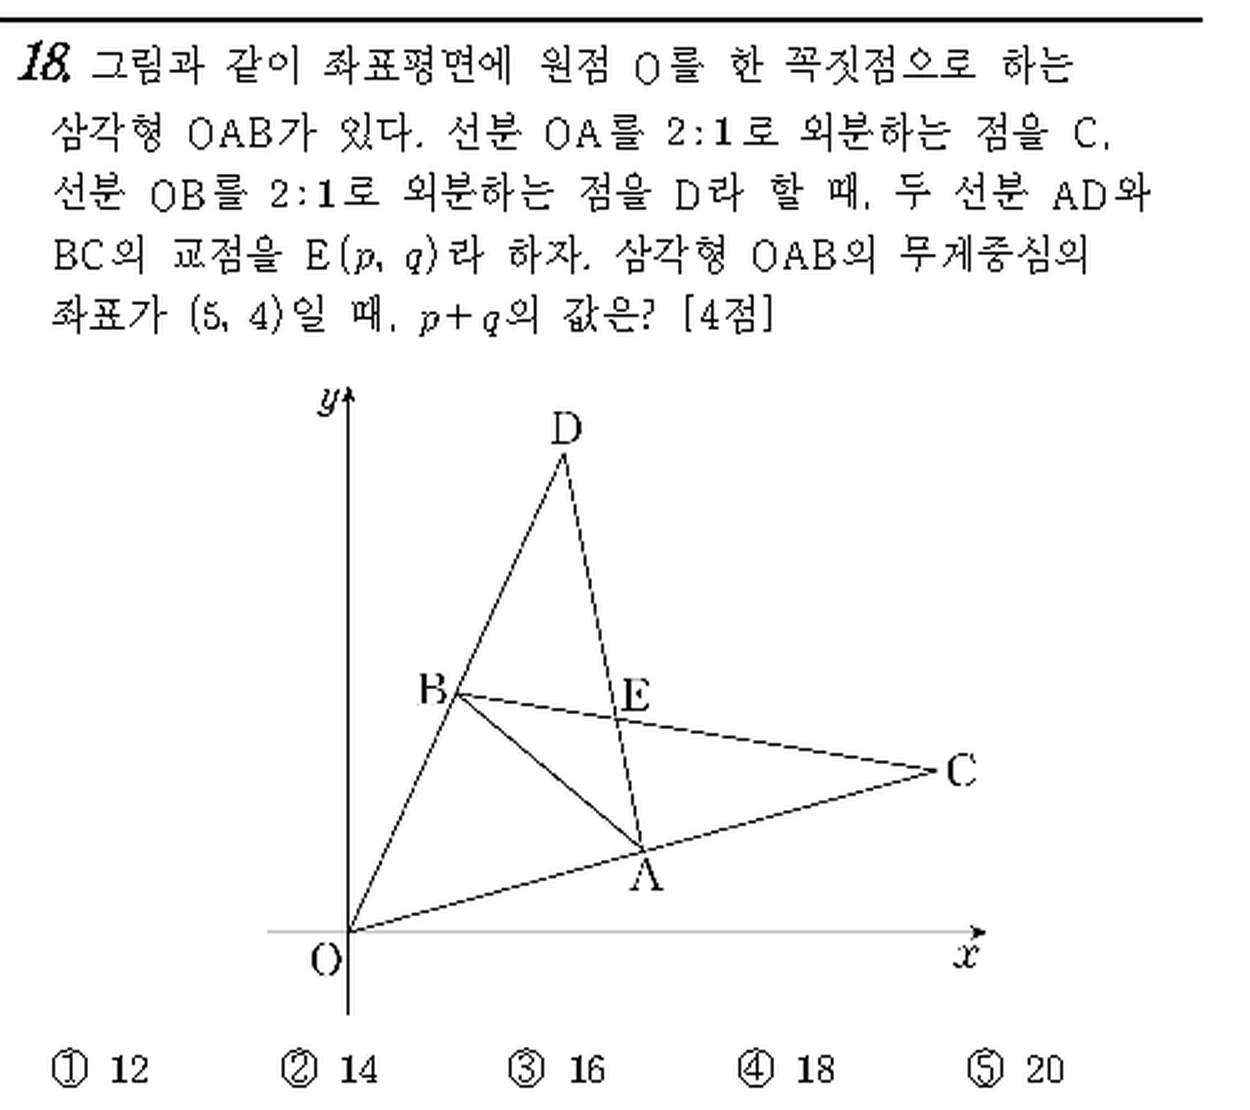 18. 그림과 같이 좌표평면에 원점 O를 한 꼭짓점으로 하는
삼각형 OAB가 있다. 선분 OA를 2:1로 외분하는 점을 C,
선분 OB를 2:1로 외분하는 점을 D라 할 때, 두 선분 AD와
BC의 교점을 E(p, q)라 하자. 삼각형 OAB의 무게중심의
좌표가 (5, 4)일 때, p+q의 값은? [4점]
y
D
B
E
C
A
O
x
① 12 ② 14 ③ 16 ④ 18 ⑤ 20